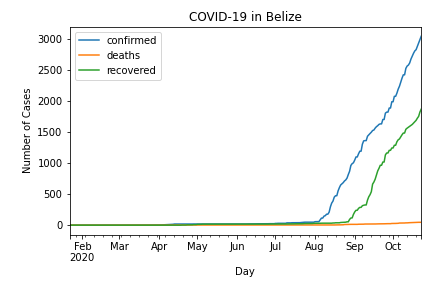 COVID-19 in Belize
confirmed
deaths
recovered
Number of Cases
3000
2500
2000
1500
1000
500
0
Feb Mar Apr May Jun Jul Aug Sep Oct
2020
Day